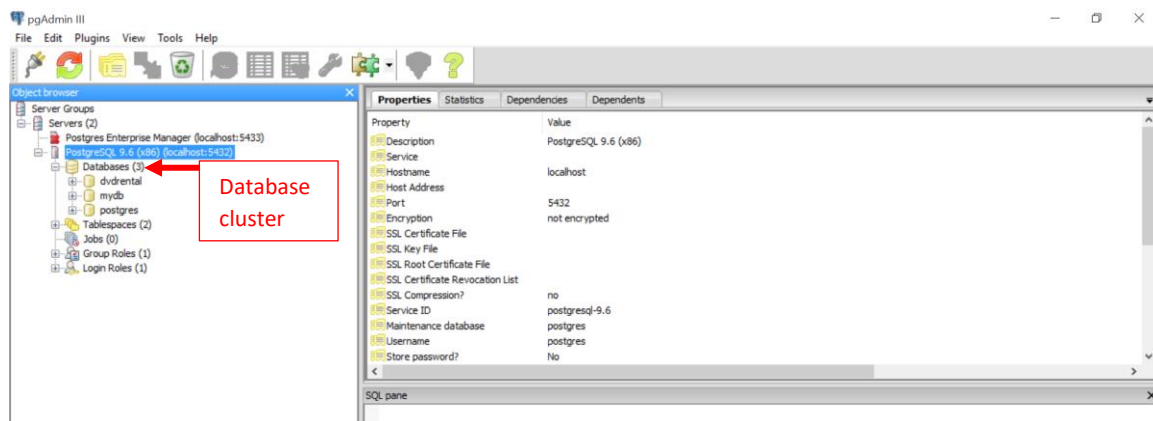 pgAdmin III
File Edit Plugins View Tools Help
Object browser
Server Groups
Servers (2)
Postgres Enterprise Manager (localhost:5433)
PostgreSQL 9.6 (x86) (localhost:5432)
Databases (3)
dvdrental
mydb
postgres
Tablespaces (2)
Jobs (0)
Group Roles (1)
Login Roles (1)
Database
cluster
Properties Statistics Dependencies Dependents
Property Value
Description PostgreSQL 9.6 (x86)
Service
Hostname localhost
Host Address
Port 5432
Encryption not encrypted
SSL Certificate File
SSL Key File
SSL Root Certificate File
SSL Certificate Revocation List
SSL Compression? no
Service ID postgresql-9.6
Maintenance database postgres
Username postgres
Store password? No
SQL pane